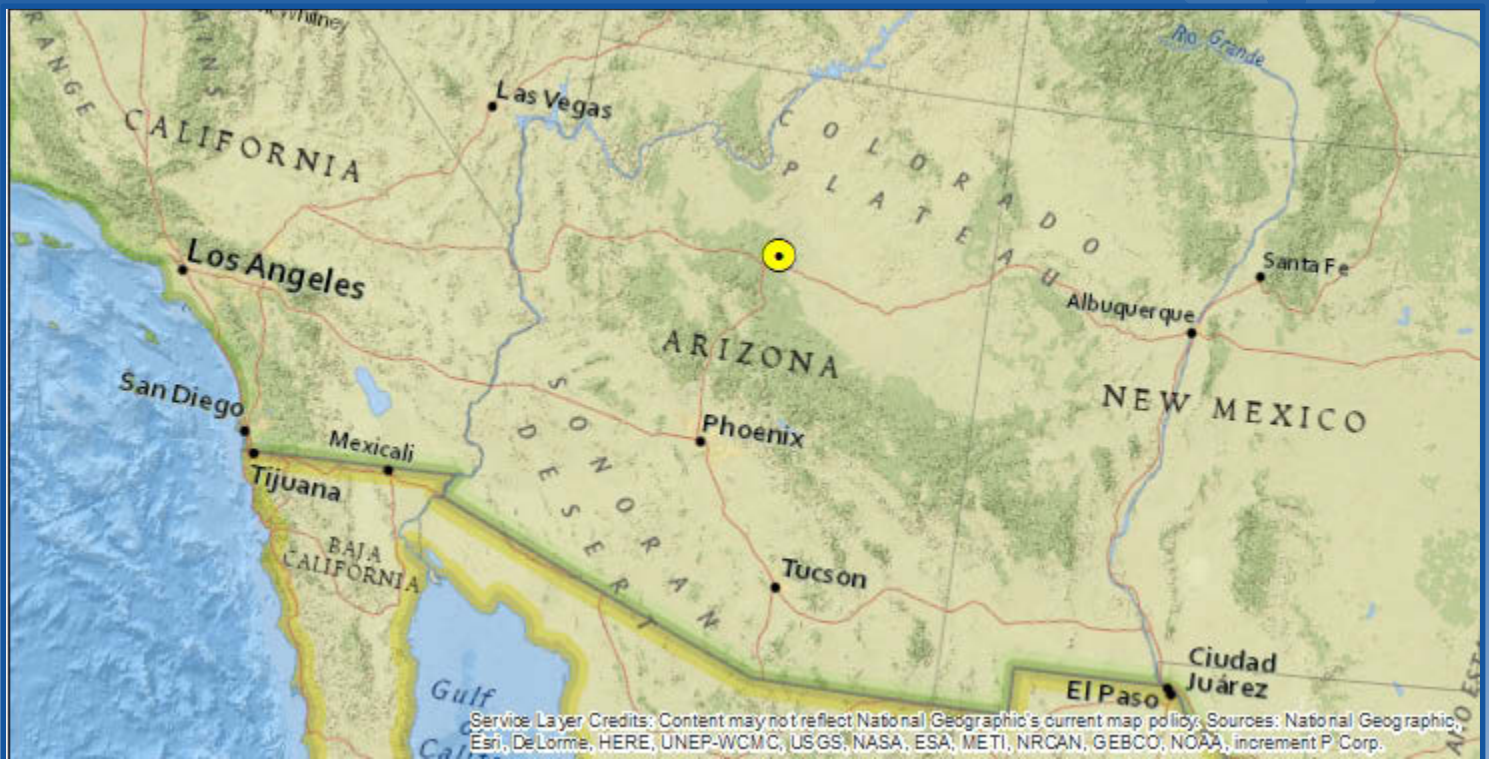 RANGE
Whitney
Rio Grande
Las Vegas
CALIFORNIA
COLORADO
PLATEAU
Los Angeles
Santa Fe
Albuquerque
ARIZONA
San Diego
NEW MEXICO
Mexicali
Phoenix
SONORAN
DESERT
Tijuana
BAJA
CALIFORNIA
Tucson
Ciudad
Juárez
El Paso
Gulf
Service Layer Credits: Content may not reflect National Geographic's current map policy. Sources: National Geographic,
Esri, DeLorme, HERE, UNEP-WCMC, USGS, NASA, ESA, METI, NRCAN, GEBCO, NOAA, increment P Corp.